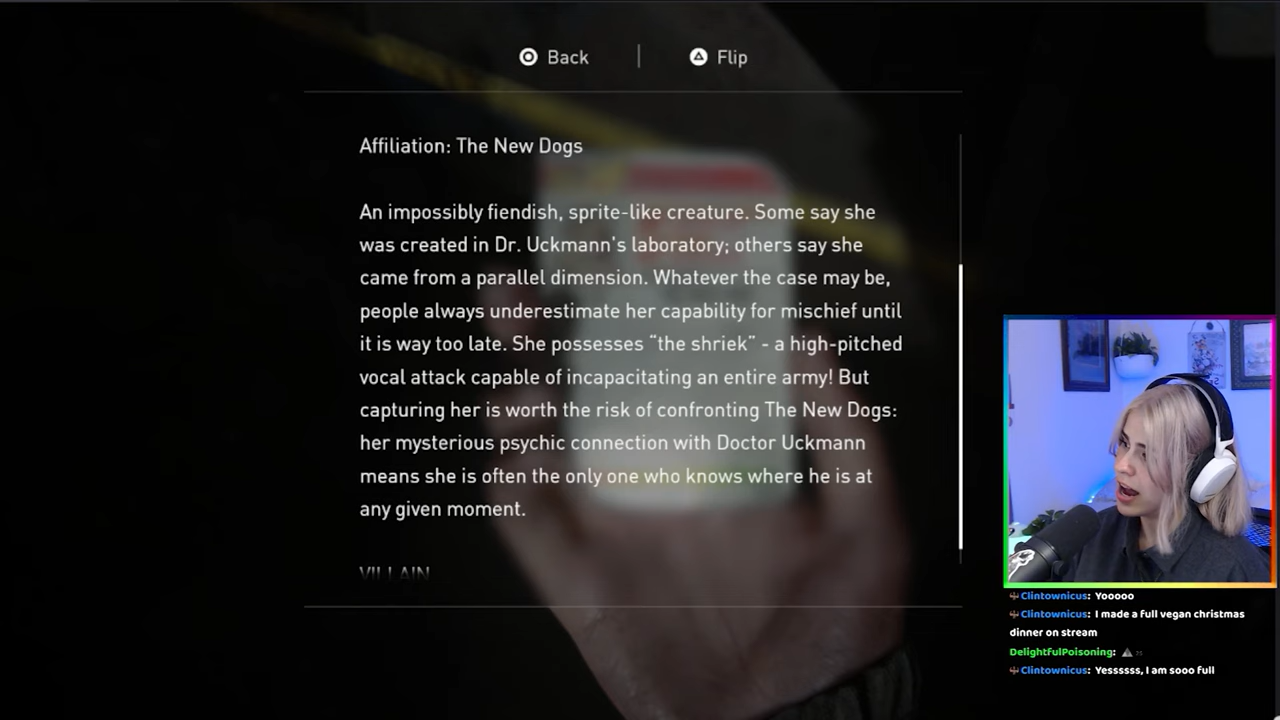 Back
Flip
Affiliation: The New Dogs
An impossibly fiendish, sprite-like creature. Some say she
was created in Dr. Uckmann's laboratory; others say she
came from a parallel dimension. Whatever the case may be,
people always underestimate her capability for mischief until
it is way too late. She possesses “the shriek” - a high-pitched
vocal attack capable of incapacitating an entire army! But
capturing her is worth the risk of confronting The New Dogs:
her mysterious psychic connection with Doctor Uckmann
means she is often the only one who knows where he is at
any given moment.
VILLAIN
Clintownicus: Yooooo
Clintownicus: I made a full vegan christmas
dinner on stream
DelightfulPoisoning:
Clintownicus: Yesssss, I am sooo full